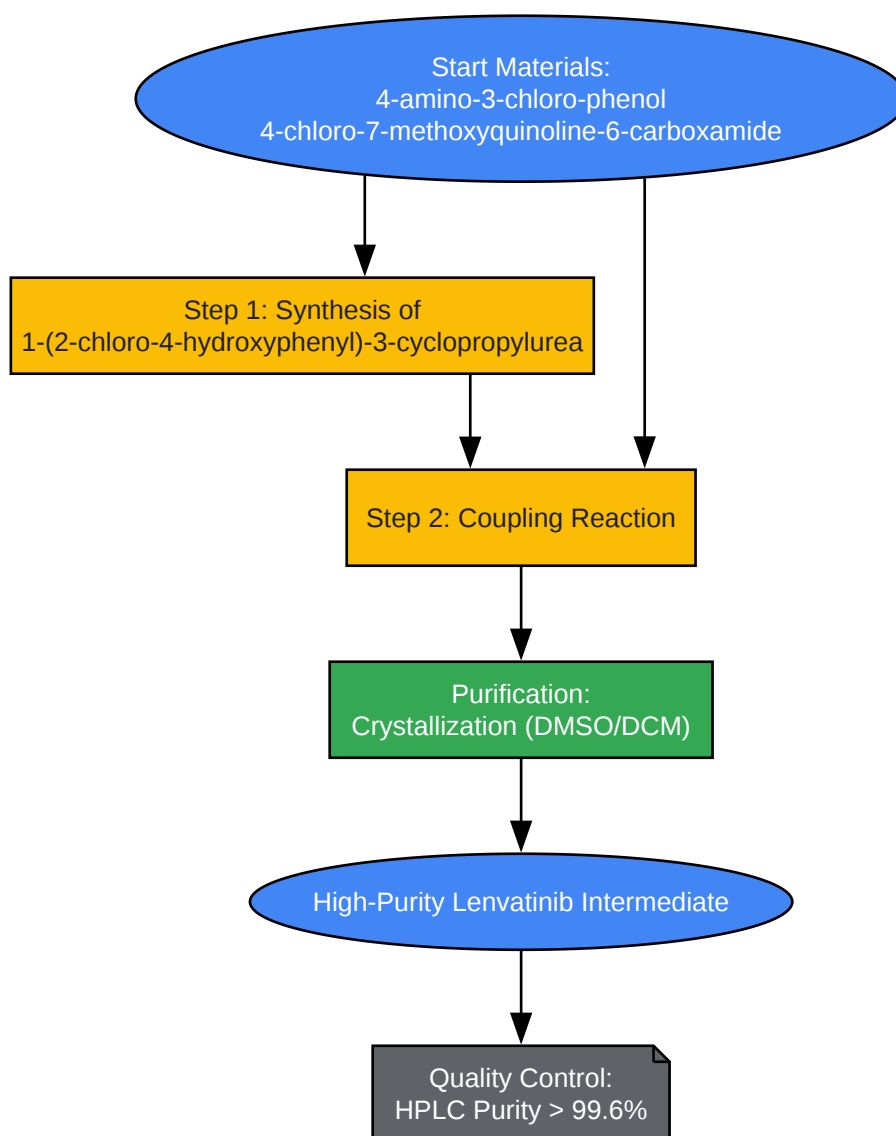 Start Materials:
4-amino-3-chloro-phenol
4-chloro-7-methoxyquinoline-6-carboxamide
Step 1: Synthesis of
1-(2-chloro-4-hydroxyphenyl)-3-cyclopropylurea
Step 2: Coupling Reaction
Purification:
Crystallization (DMSO/DCM)
High-Purity Lenvatinib Intermediate
Quality Control:
HPLC Purity > 99.6%